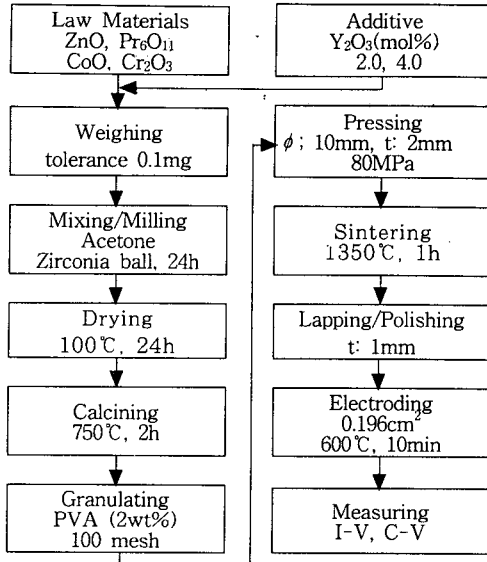 Law Materials
ZnO, Pr₆O₁₁
CoO, Cr₂O₃
Additive
Y₂O₃(mol%)
2.0, 4.0
Weighing
tolerance 0.1mg
Mixing/Milling
Acetone
Zirconia ball, 24h
Drying
100℃, 24h
Calcining
750℃, 2h
Granulating
PVA (2wt%)
100 mesh
Pressing
ϕ; 10mm, t: 2mm
80MPa
Sintering
1350℃, 1h
Lapping/Polishing
t: 1mm
Electroding
0.196cm²
600℃, 10min
Measuring
I-V, C-V